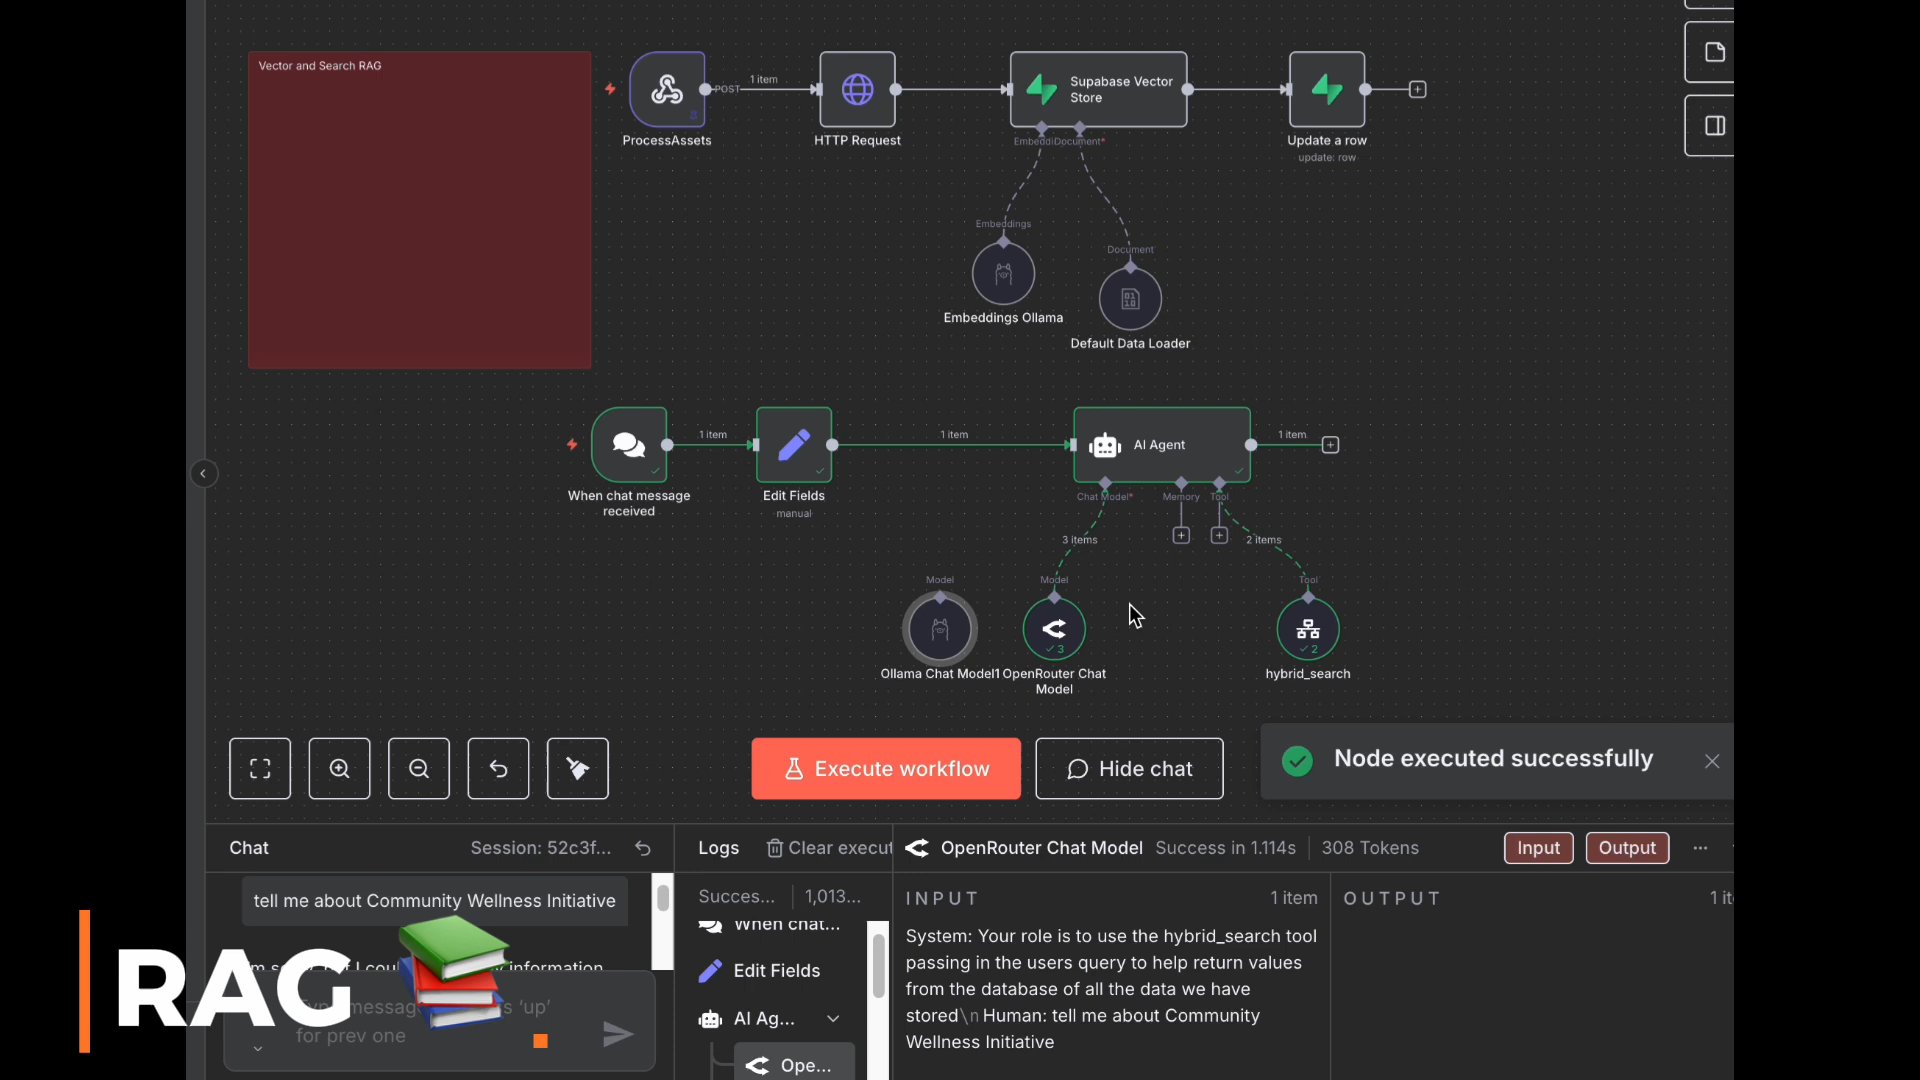 Vector and Search RAG
POST
1 item
ProcessAssets
HTTP Request
Supabase Vector
Store
Update a row
update: row
Document*
Embeddings
Document
Embeddings Ollama
Default Data Loader
1 item
1 item
AI Agent
1 item
When chat message
received
Edit Fields
manual
Chat Model*
Memory
Tool
3 items
2 items
Model
Model
Tool
3
2
Ollama Chat Model1
OpenRouter Chat
Model
hybrid_search
Execute workflow
Hide chat
Node executed successfully
Chat
Session: 52c3f...
Logs
Clear execut
OpenRouter Chat Model
Success in 1.114s
308 Tokens
Input
Output
tell me about Community Wellness Initiative
information
Succes...
1,013...
When chat...
Edit Fields
AI Ag...
Ope...
INPUT
1 item
OUTPUT
System: Your role is to use the hybrid_search tool
passing in the users query to help return values
from the database of all the data we have
stored\n Human: tell me about Community
Wellness Initiative
‘up’
for prev one
RAG